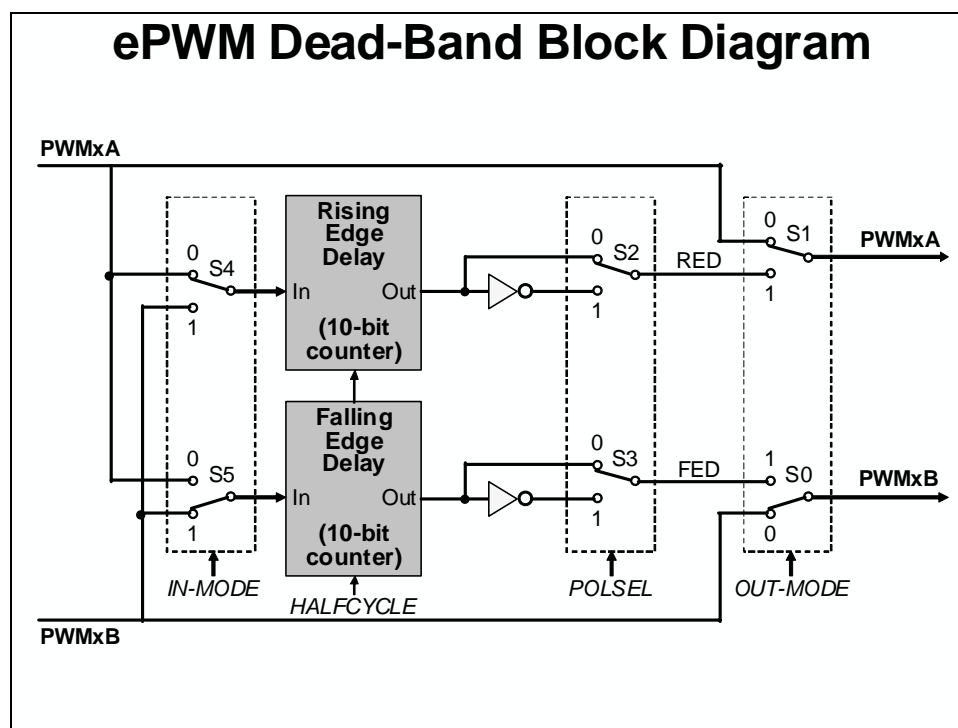 ePWM Dead-Band Block Diagram
PWMxA
Rising
Edge
Delay
In Out
(10-bit
counter)
0
S4
1
0
S2
1
RED
0
S1
1
PWMxA
Falling
Edge
Delay
In Out
(10-bit
counter)
0
S5
1
0
S3
1
FED
1
S0
0
PWMxB
IN-MODE
HALFCYCLE
POLSEL
OUT-MODE
PWMxB